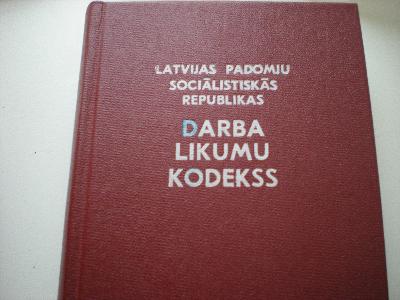 LATVIJAS PADOMJU
SOCIĀLISTISKĀS
REPUBLIKAS
DARBA
LIKUMU
KODEKSS